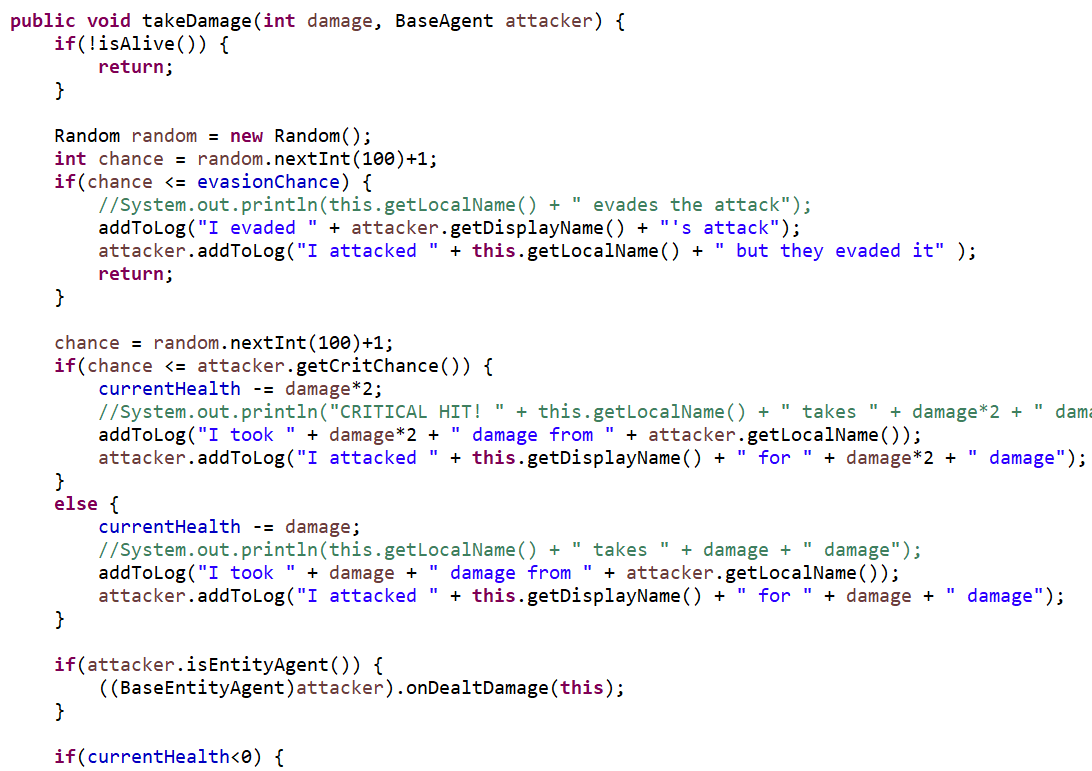 public void takeDamage(int damage, BaseAgent attacker) {
    if(!isAlive()) {
        return;
    }

    Random random = new Random();
    int chance = random.nextInt(100)+1;
    if(chance <= evasionChance) {
        //System.out.println(this.getLocalName() + " evades the attack");
        addToLog("I evaded " + attacker.getDisplayName() + "'s attack");
        attacker.addToLog("I attacked " + this.getLocalName() + " but they evaded it" );
        return;
    }

    chance = random.nextInt(100)+1;
    if(chance <= attacker.getCritChance()) {
        currentHealth -= damage*2;
        //System.out.println("CRITICAL HIT! " + this.getLocalName() + " takes " + damage*2 + " dama
        addToLog("I took " + damage*2 + " damage from " + attacker.getLocalName());
        attacker.addToLog("I attacked " + this.getDisplayName() + " for " + damage*2 + " damage");
    }
    else {
        currentHealth -= damage;
        //System.out.println(this.getLocalName() + " takes " + damage + " damage");
        addToLog("I took " + damage + " damage from " + attacker.getLocalName());
        attacker.addToLog("I attacked " + this.getDisplayName() + " for " + damage + " damage");
    }

    if(attacker.isEntityAgent()) {
        ((BaseEntityAgent)attacker).onDealtDamage(this);
    }

    if(currentHealth<0) {